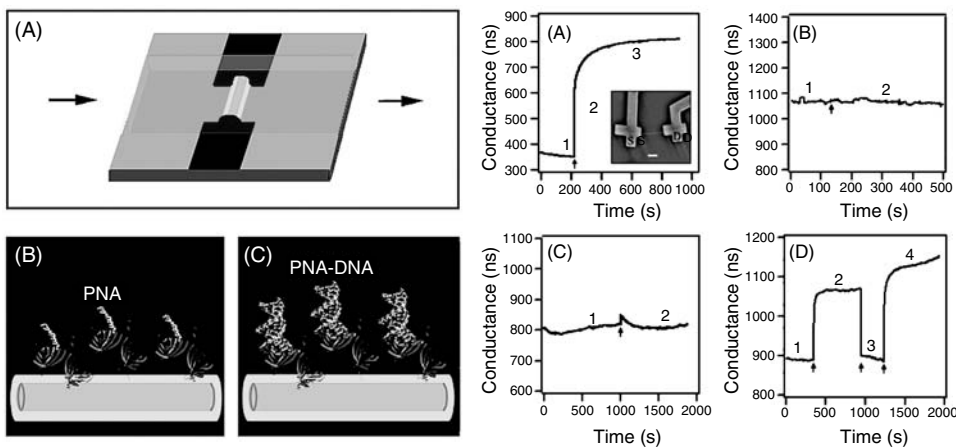 (A)
(B)
PNA
(C)
PNA-DNA
(A)
Conductance (ns)
900
800
700
600
500
400
300
1
2
3
S
D
0 200 400 600 800 1000
Time (s)
(B)
Conductance (ns)
1400
1300
1200
1100
1000
900
800
1
2
0 100 200 300 400 500
Time (s)
(C)
Conductance (ns)
1100
1000
900
800
700
600
1
2
0 500 1000 1500 2000
Time (s)
(D)
Conductance (ns)
1200
1100
1000
900
800
1
2
3
4
0 500 1000 1500 2000
Time (s)